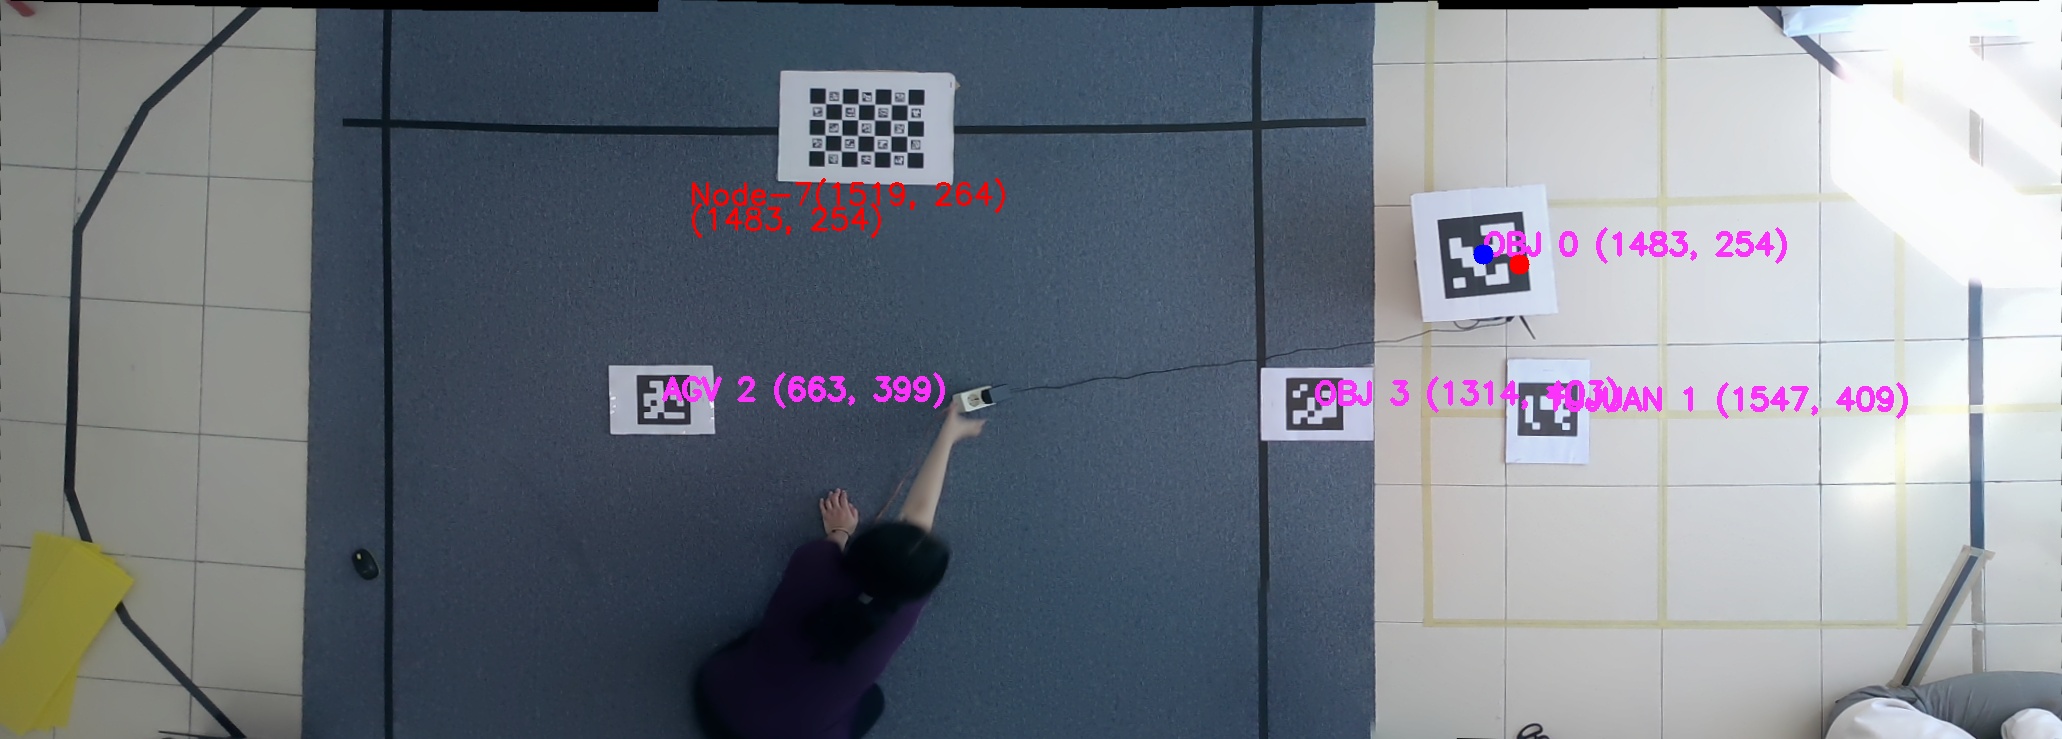 Node-7(1519, 264)
(1483, 254)
OBJ 0 (1483, 254)
AGV 2 (663, 399)
OBJ 3 (1314, 403)
TUJUAN 1 (1547, 409)